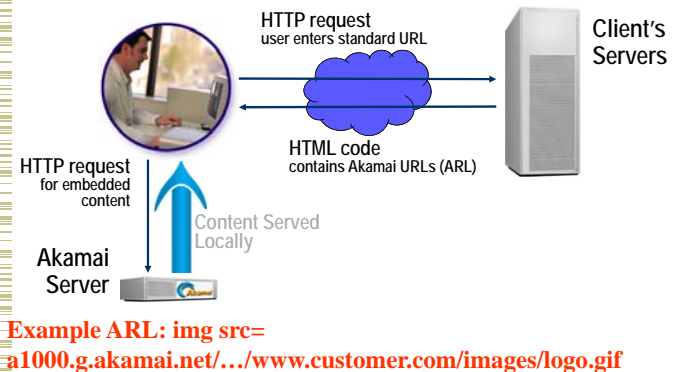 HTTP request
user enters standard URL
Client's
Servers
HTML code
contains Akamai URLs (ARL)
HTTP request
for embedded
content
Content Served
Locally
Akamai
Server
Akamai
Example ARL: img src=
a1000.g.akamai.net/…/www.customer.com/images/logo.gif